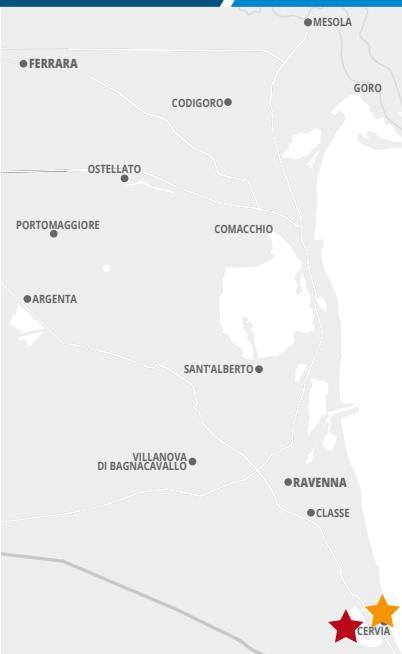 MESOLA
FERRARA
GORO
CODIGORO
OSTELLATO
PORTOMAGGIORE
COMACCHIO
ARGENTA
SANT'ALBERTO
VILLANOVA
DI BAGNACAVALLO
RAVENNA
CLASSE
CERVIA